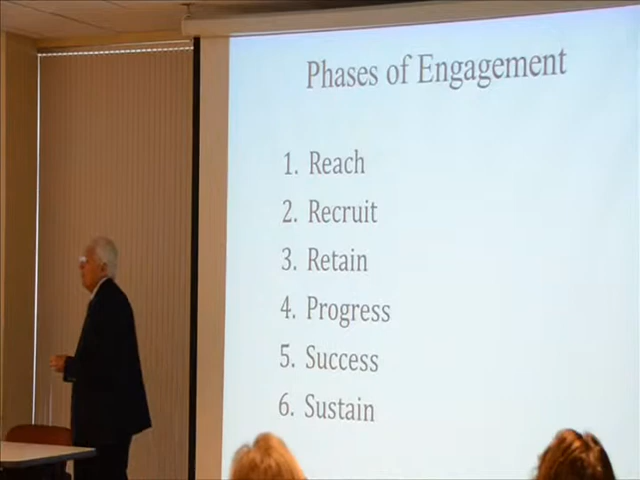 Phases of Engagement
1. Reach
2. Recruit
3. Retain
4. Progress
5. Success
6. Sustain